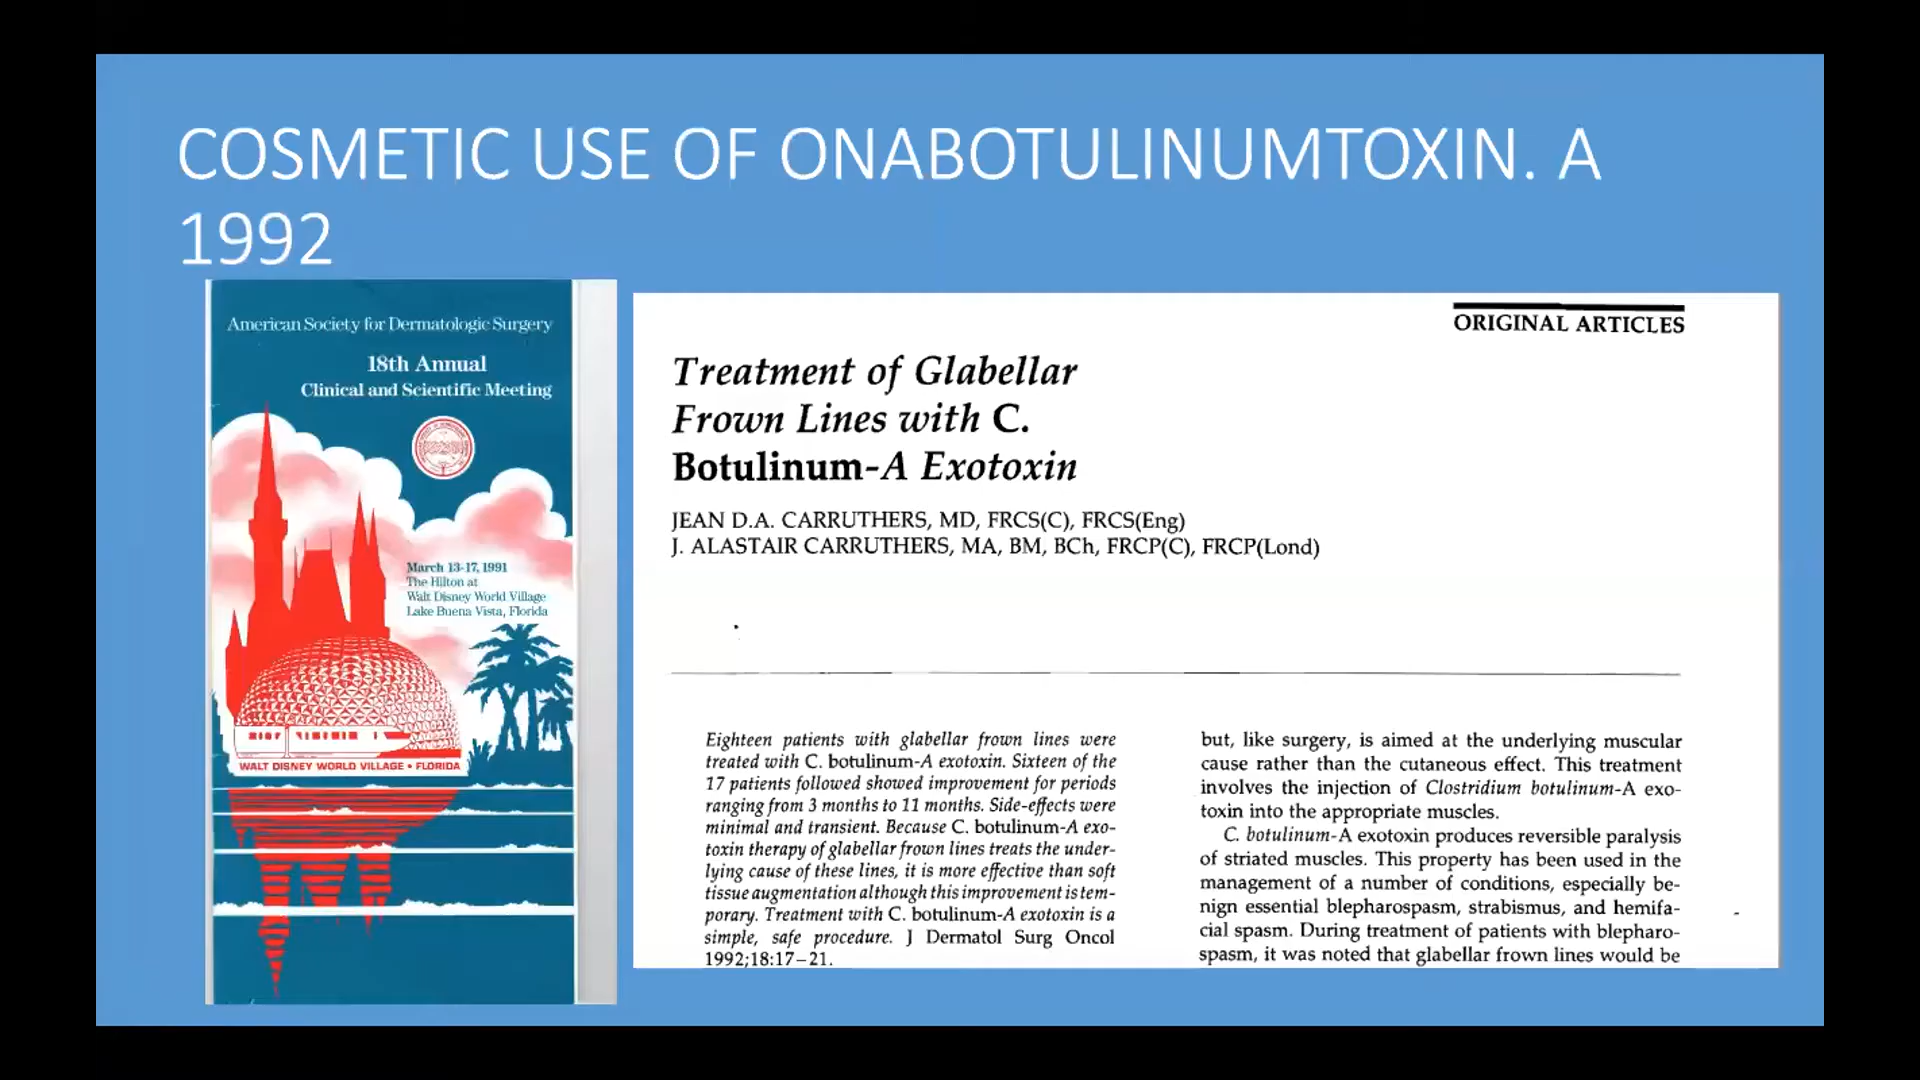 COSMETIC USE OF ONABOTULINUMTOXIN. A
1992
American Society for Dermatologic Surgery
18th Annual
Clinical and Scientific Meeting
March 13-17, 1991
The Hilton at
Walt Disney World Village
Lake Buena Vista, Florida
WALT DISNEY WORLD VILLAGE • FLORIDA
ORIGINAL ARTICLES
Treatment of Glabellar
Frown Lines with C.
Botulinum-A Exotoxin
JEAN D.A. CARRUTHERS, MD, FRCS(C), FRCS(Eng)
J. ALASTAIR CARRUTHERS, MA, BM, BCh, FRCP(C), FRCP(Lond)
Eighteen patients with glabellar frown lines were
treated with C. botulinum-A exotoxin. Sixteen of the
17 patients followed showed improvement for periods
ranging from 3 months to 11 months. Side-effects were
minimal and transient. Because C. botulinum-A exo-
toxin therapy of glabellar frown lines treats the under-
lying cause of these lines, it is more effective than soft
tissue augmentation although this improvement is tem-
porary. Treatment with C. botulinum-A exotoxin is a
simple, safe procedure. J Dermatol Surg Oncol
1992;18:17–21.
but, like surgery, is aimed at the underlying muscular
cause rather than the cutaneous effect. This treatment
involves the injection of Clostridium botulinum-A exo-
toxin into the appropriate muscles.
C. botulinum-A exotoxin produces reversible paralysis
of striated muscles. This property has been used in the
management of a number of conditions, especially be-
nign essential blepharospasm, strabismus, and hemifa-
cial spasm. During treatment of patients with blepharo-
spasm, it was noted that glabellar frown lines would be